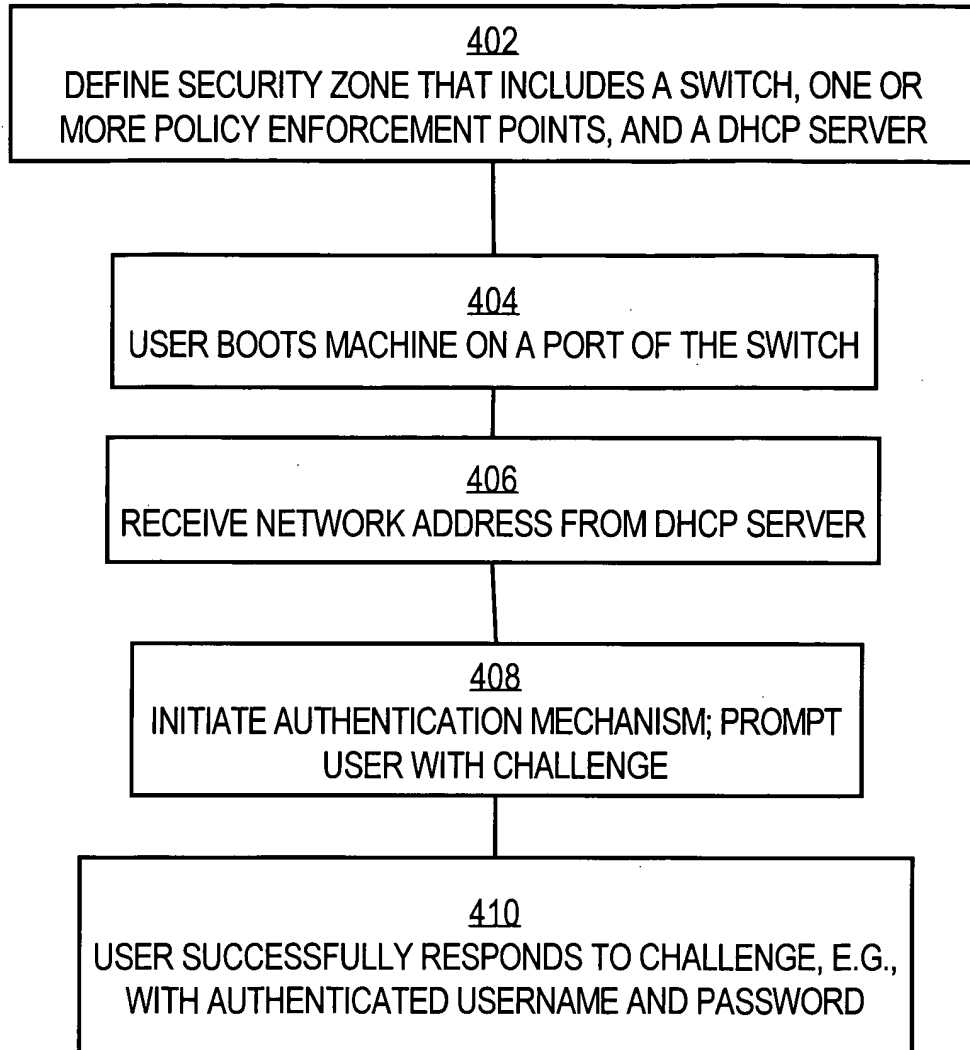 402
DEFINE SECURITY ZONE THAT INCLUDES A SWITCH, ONE OR
MORE POLICY ENFORCEMENT POINTS, AND A DHCP SERVER
404
USER BOOTS MACHINE ON A PORT OF THE SWITCH
406
RECEIVE NETWORK ADDRESS FROM DHCP SERVER
408
INITIATE AUTHENTICATION MECHANISM; PROMPT
USER WITH CHALLENGE
410
USER SUCCESSFULLY RESPONDS TO CHALLENGE, E.G.,
WITH AUTHENTICATED USERNAME AND PASSWORD